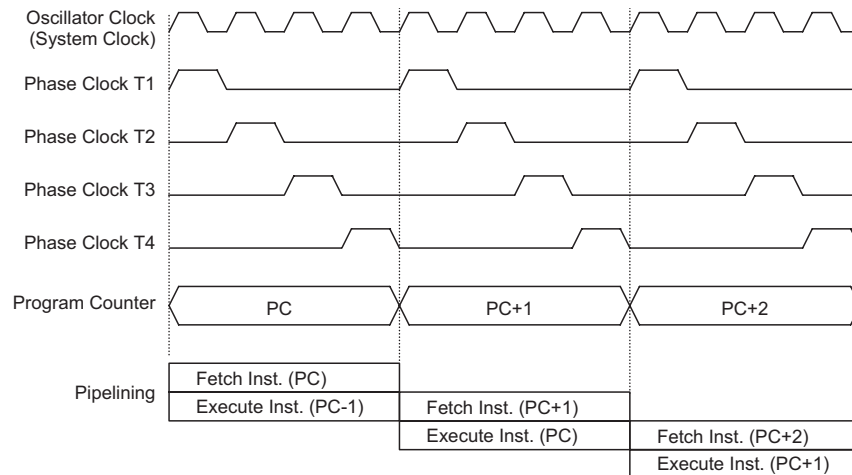 Oscillator Clock
(System Clock)
Phase Clock T1
Phase Clock T2
Phase Clock T3
Phase Clock T4
Program Counter
PC
PC+1
PC+2
Pipelining
Fetch Inst. (PC)
Execute Inst. (PC-1)
Fetch Inst. (PC+1)
Execute Inst. (PC)
Fetch Inst. (PC+2)
Execute Inst. (PC+1)